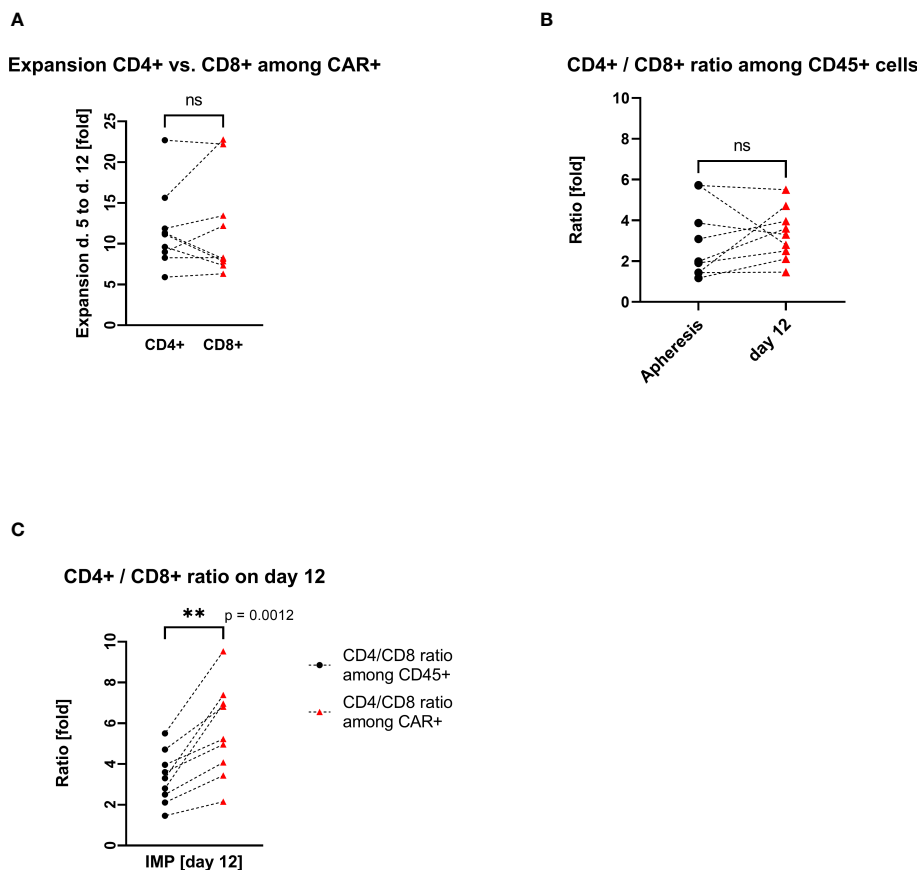 A
Expansion CD4+ vs. CD8+ among CAR+
ns
Expansion d. 5 to d. 12 [fold]
25
20
15
10
5
0
CD4+ CD8+
B
CD4+ / CD8+ ratio among CD45+ cells
ns
Ratio [fold]
10
8
6
4
2
0
Apheresis
day 12
C
CD4+ / CD8+ ratio on day 12
** p = 0.0012
Ratio [fold]
10
8
6
4
2
0
IMP [day 12]
CD4/CD8 ratio
among CD45+
CD4/CD8 ratio
among CAR+